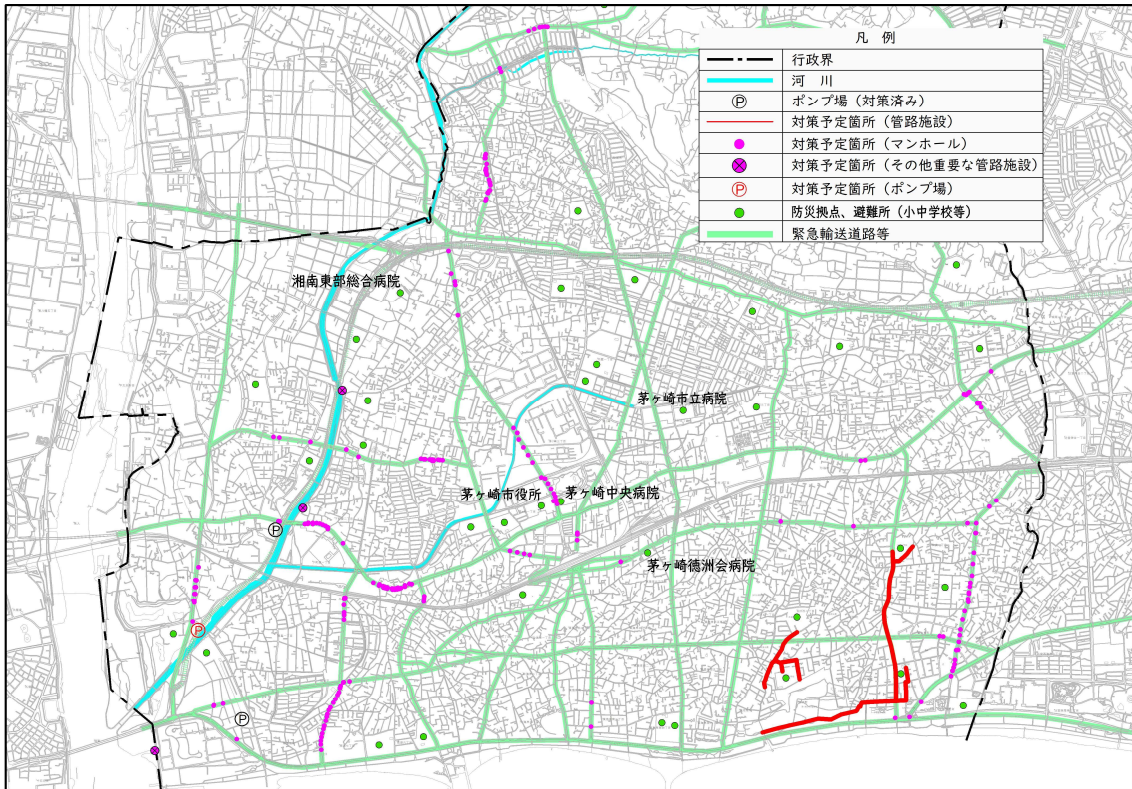 凡 例
行政界
河 川
Ⓟ ポンプ場（対策済み）
対策予定箇所（管路施設）
対策予定箇所（マンホール）
対策予定箇所（その他重要な管路施設）
Ⓟ 対策予定箇所（ポンプ場）
防災拠点、避難所（小中学校等）
緊急輸送道路等
湘南東部総合病院
茅ヶ崎市立病院
茅ヶ崎市役所
茅ヶ崎中央病院
茅ヶ崎徳洲会病院
Ⓟ
Ⓟ
Ⓟ